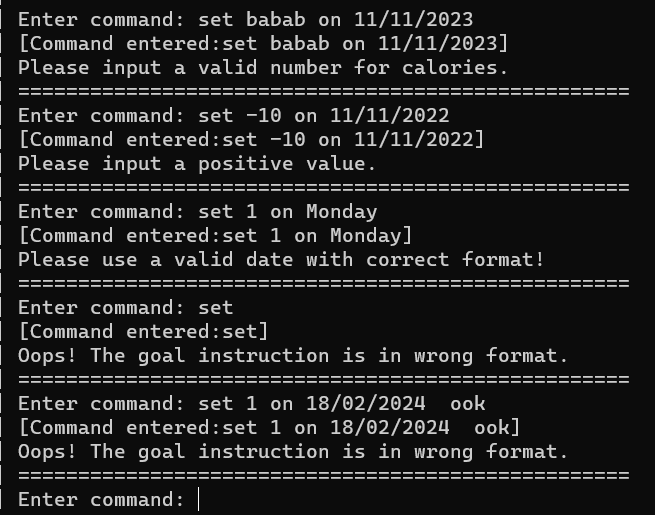 Enter command: set babab on 11/11/2023
[Command entered:set babab on 11/11/2023]
Please input a valid number for calories.
===================================================
Enter command: set -10 on 11/11/2022
[Command entered:set -10 on 11/11/2022]
Please input a positive value.
===================================================
Enter command: set 1 on Monday
[Command entered:set 1 on Monday]
Please use a valid date with correct format!
===================================================
Enter command: set
[Command entered:set]
Oops! The goal instruction is in wrong format.
===================================================
Enter command: set 1 on 18/02/2024  ook
[Command entered:set 1 on 18/02/2024  ook]
Oops! The goal instruction is in wrong format.
===================================================
Enter command: